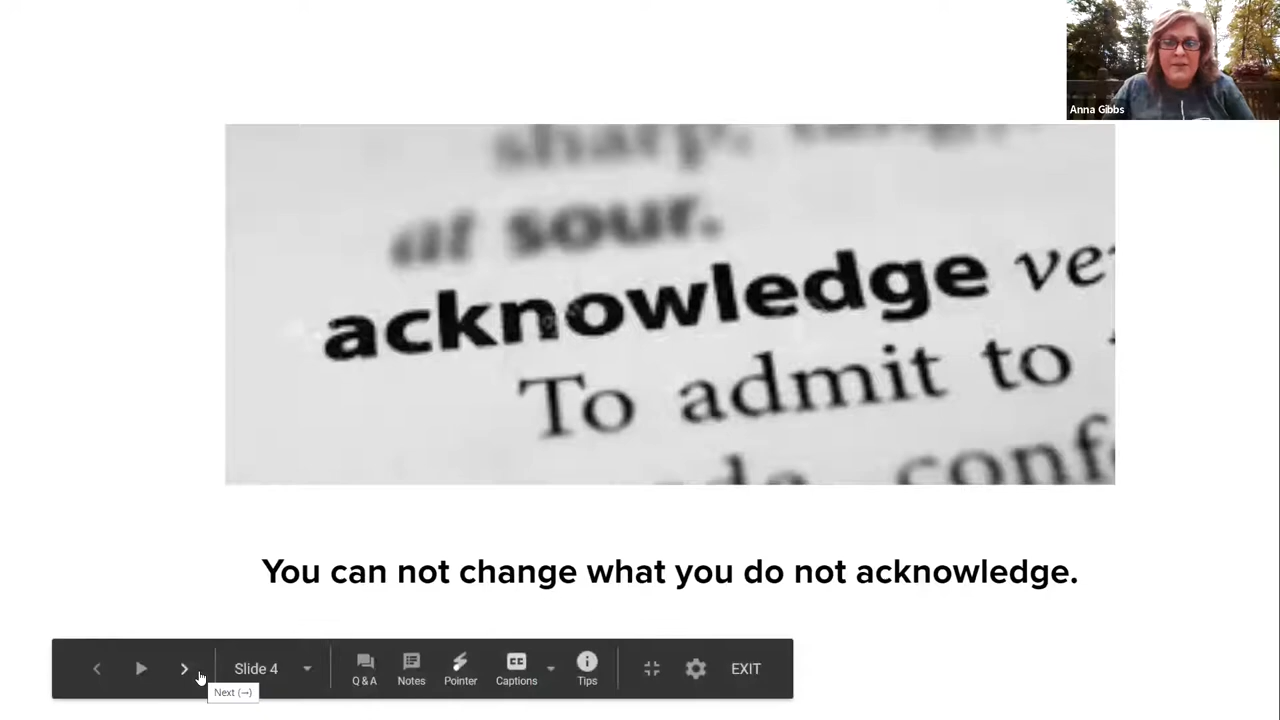 Anna Gibbs
sharp,
at sour.
acknowledge
To admit to
You can not change what you do not acknowledge.
Slide 4
Q & A
Notes
Pointer
Captions
Tips
EXIT
Next (→)